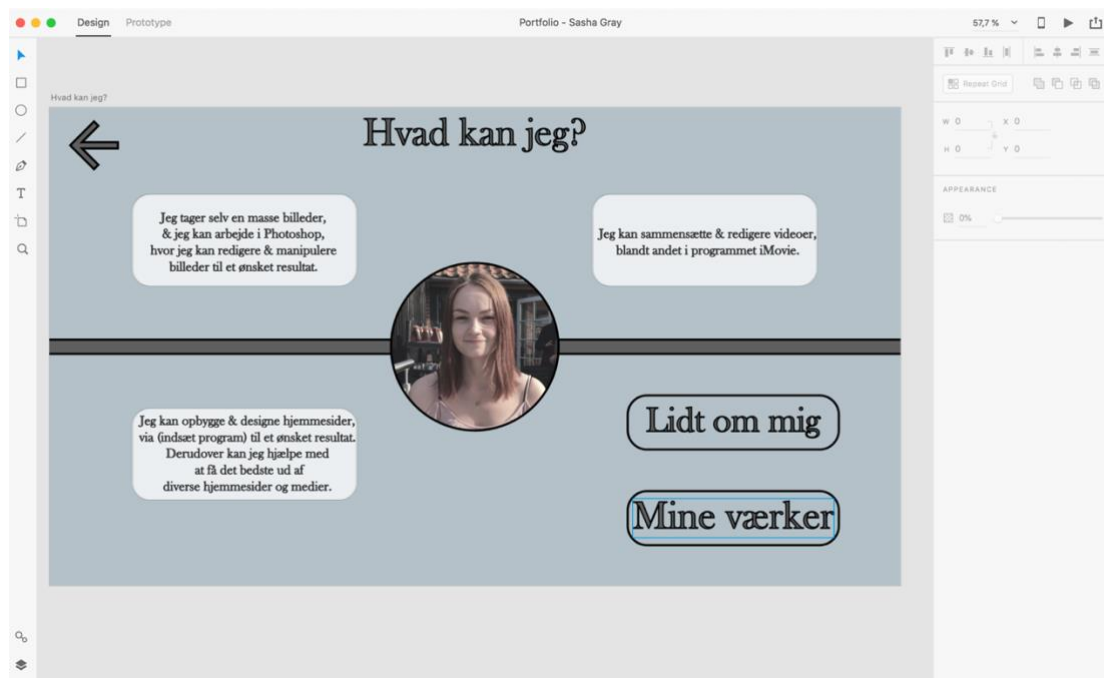 Design Prototype Portfolio - Sasha Gray 57,7 %
Repeat Grid
Hvad kan jeg?
W 0 X 0
H 0 Y 0
Hvad kan jeg?
APPEARANCE
0%
Jeg tager selv en masse billeder,
& jeg kan arbejde i Photoshop,
hvor jeg kan redigere & manipulere
billeder til et ønsket resultat.
Jeg kan sammensætte & redigere videoer,
blandt andet i programmet iMovie.
Jeg kan opbygge & designe hjemmesider,
via (indsæt program) til et ønsket resultat.
Derudover kan jeg hjælpe med
at få det bedste ud af
diverse hjemmesider og medier.
Lidt om mig
Mine værker